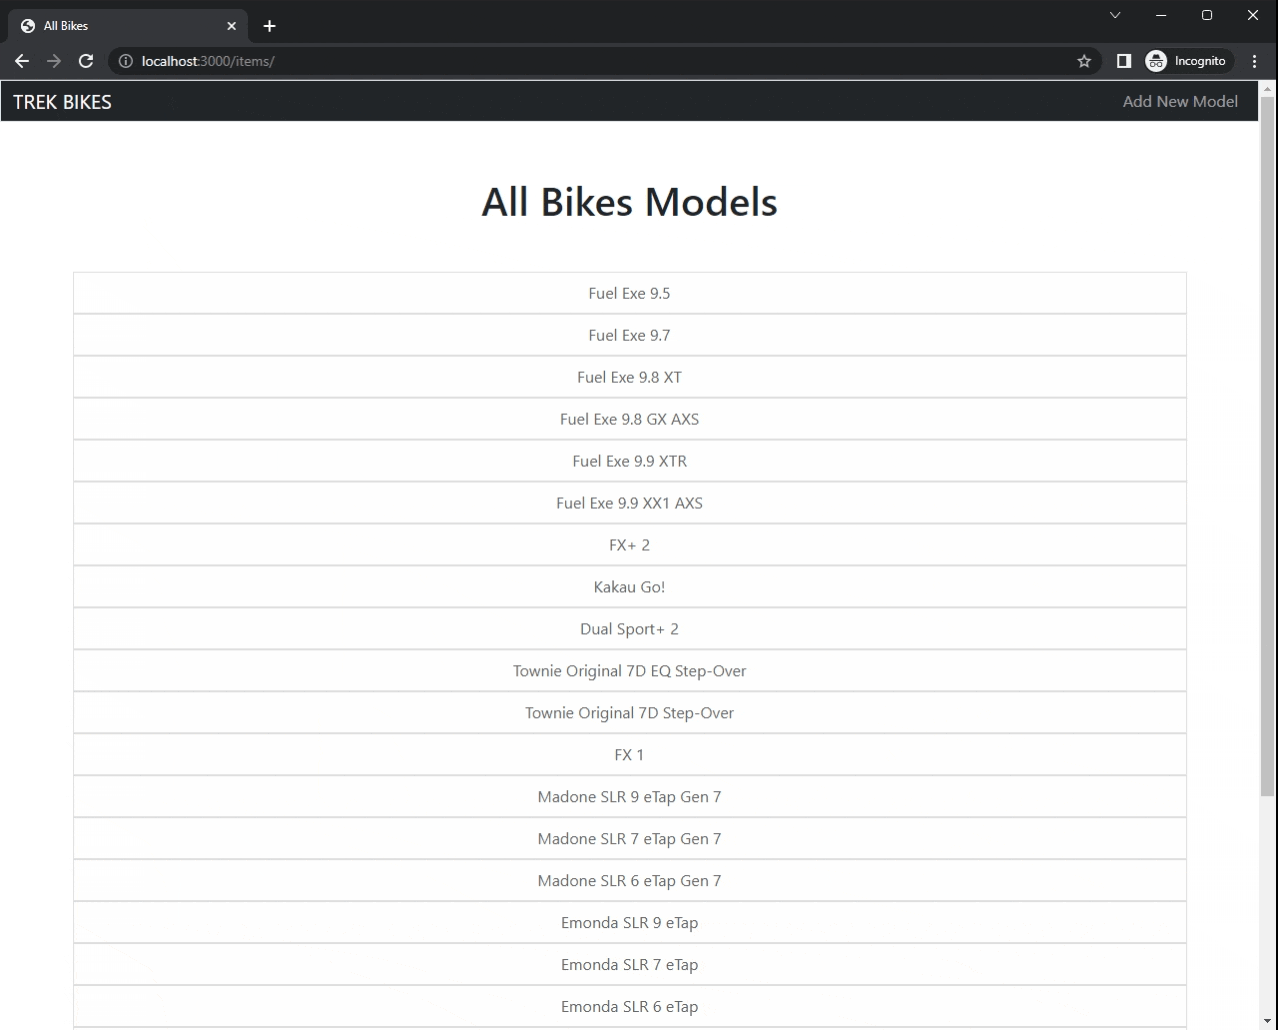 All Bikes
localhost:3000/items/
Incognito
TREK BIKES
Add New Model
All Bikes Models
Fuel Exe 9.5
Fuel Exe 9.7
Fuel Exe 9.8 XT
Fuel Exe 9.8 GX AXS
Fuel Exe 9.9 XTR
Fuel Exe 9.9 XX1 AXS
FX+ 2
Kakau Go!
Dual Sport+ 2
Townie Original 7D EQ Step-Over
Townie Original 7D Step-Over
FX 1
Madone SLR 9 eTap Gen 7
Madone SLR 7 eTap Gen 7
Madone SLR 6 eTap Gen 7
Emonda SLR 9 eTap
Emonda SLR 7 eTap
Emonda SLR 6 eTap